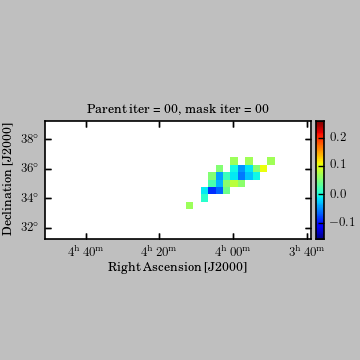 Parent iter = 00, mask iter = 00
Declination [J2000]
38°
36°
34°
32°
4ʰ 40ᵐ 4ʰ 20ᵐ 4ʰ 00ᵐ 3ʰ 40ᵐ
Right Ascension [J2000]
0.2
0.1
0.0
−0.1